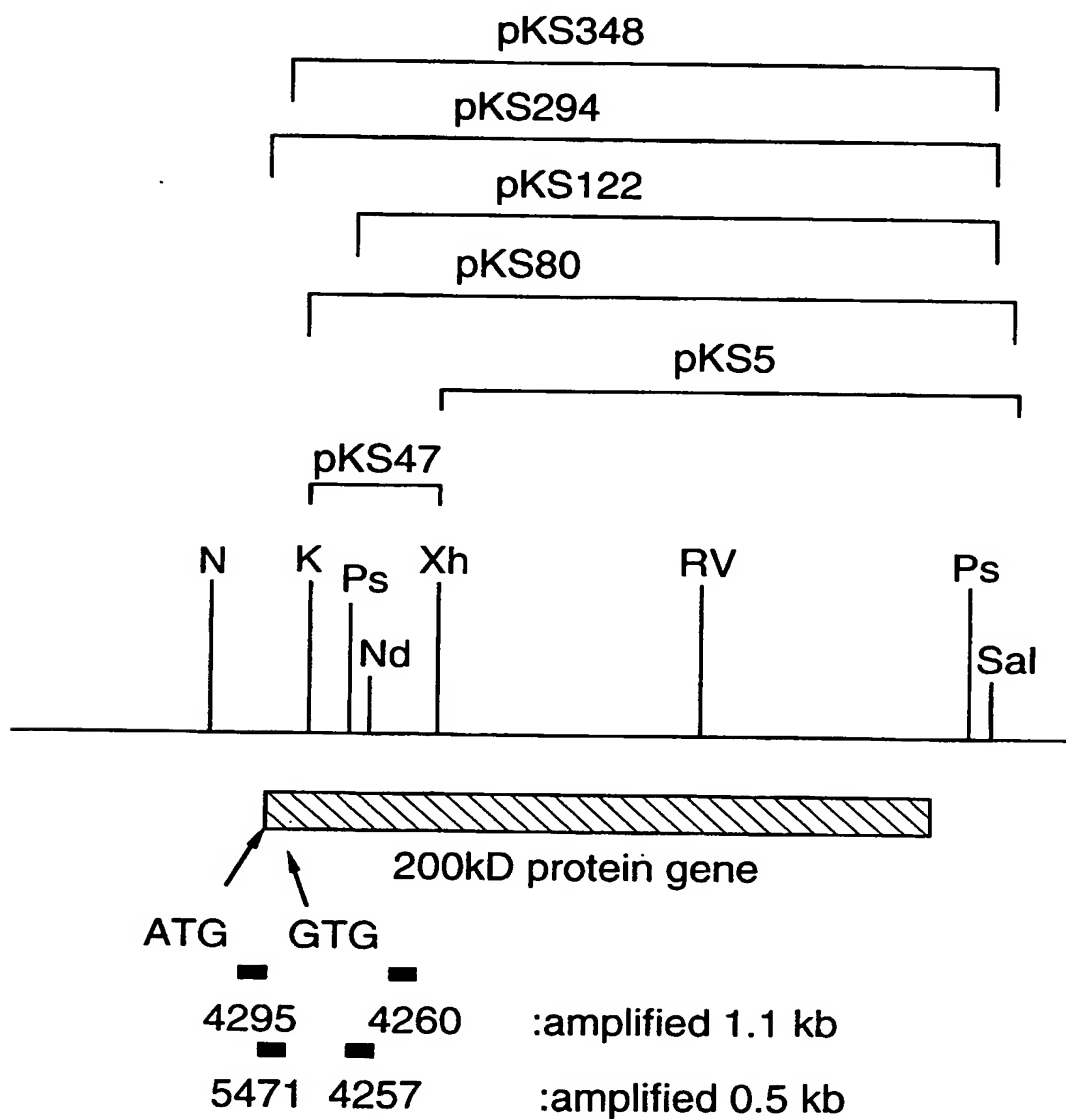 pKS348
pKS294
pKS122
pKS80
pKS5
pKS47
N K Ps Nd Xh RV Ps Sal
200kD protein gene
ATG GTG
4295 4260 :amplified 1.1 kb
5471 4257 :amplified 0.5 kb